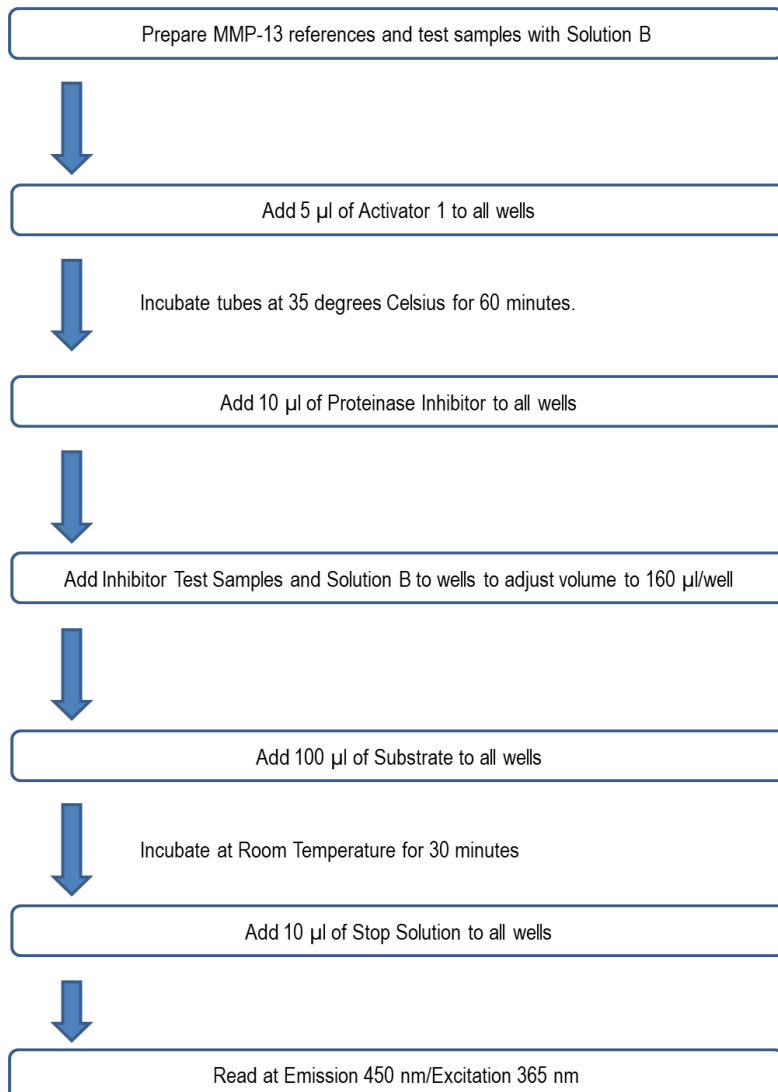 Prepare MMP-13 references and test samples with Solution B
Add 5 µl of Activator 1 to all wells
Incubate tubes at 35 degrees Celsius for 60 minutes.
Add 10 µl of Proteinase Inhibitor to all wells
Add Inhibitor Test Samples and Solution B to wells to adjust volume to 160 µl/well
Add 100 µl of Substrate to all wells
Incubate at Room Temperature for 30 minutes
Add 10 µl of Stop Solution to all wells
Read at Emission 450 nm/Excitation 365 nm